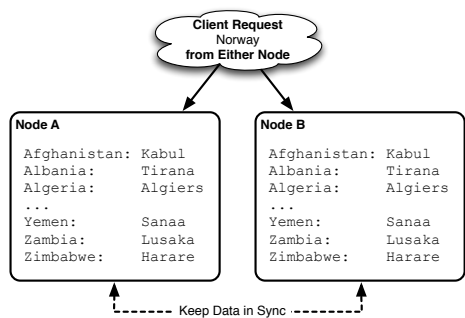 Client Request
Norway
from Either Node
Node A
Afghanistan: Kabul
Albania: Tirana
Algeria: Algiers
...
Yemen: Sanaa
Zambia: Lusaka
Zimbabwe: Harare
Node B
Afghanistan: Kabul
Albania: Tirana
Algeria: Algiers
...
Yemen: Sanaa
Zambia: Lusaka
Zimbabwe: Harare
Keep Data in Sync